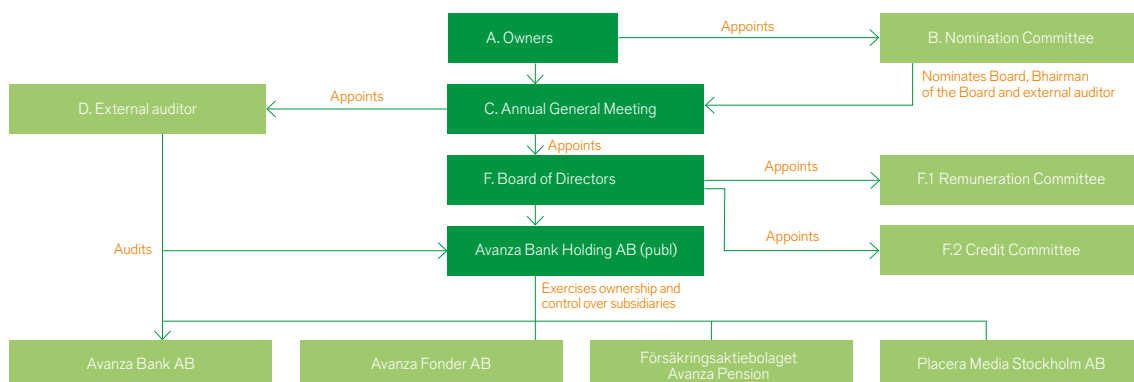 A. Owners
Appoints
B. Nomination Committee
Nominates Board, Bhairman
of the Board and external auditor
D. External auditor
Appoints
C. Annual General Meeting
Appoints
F. Board of Directors
Appoints
F.1 Remuneration Committee
Audits
Avanza Bank Holding AB (publ)
Appoints
F.2 Credit Committee
Exercises ownership and
control over subsidiaries
Avanza Bank AB
Avanza Fonder AB
Försäkringsaktiebolaget
Avanza Pension
Placera Media Stockholm AB